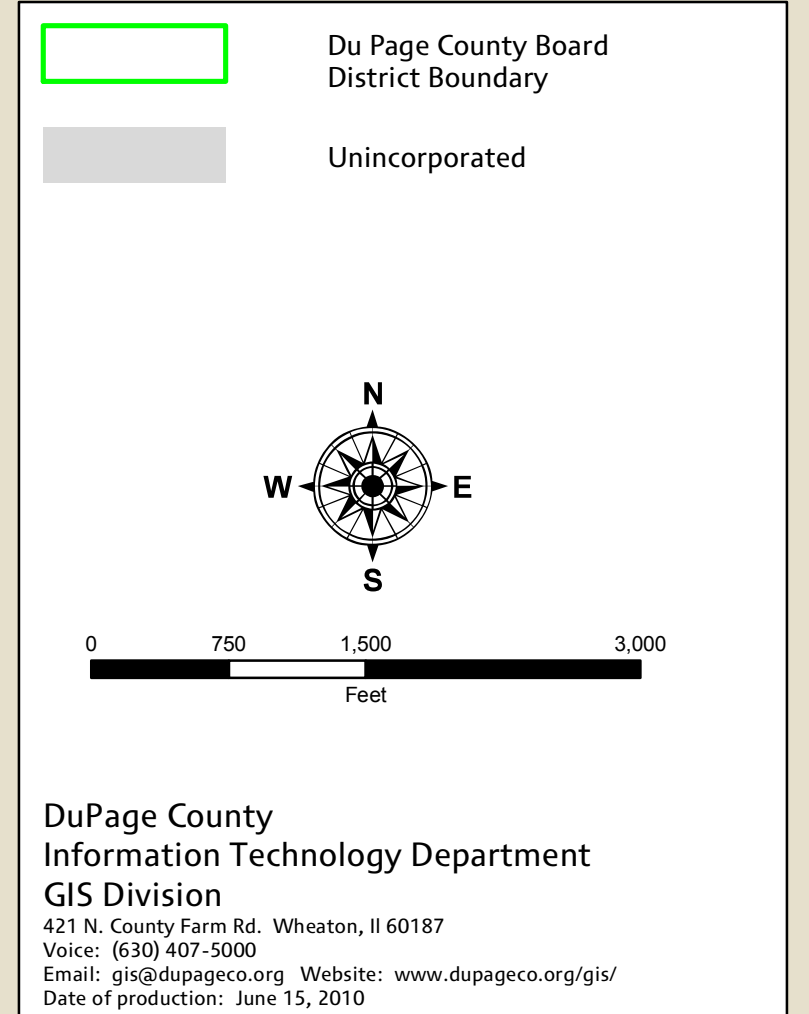 Du Page County Board
District Boundary
Unincorporated
N
W E
S
0 750 1,500 3,000
Feet
DuPage County
Information Technology Department
GIS Division
421 N. County Farm Rd. Wheaton, Il 60187
Voice: (630) 407-5000
Email: gis@dupageco.org Website: www.dupageco.org/gis/
Date of production: June 15, 2010